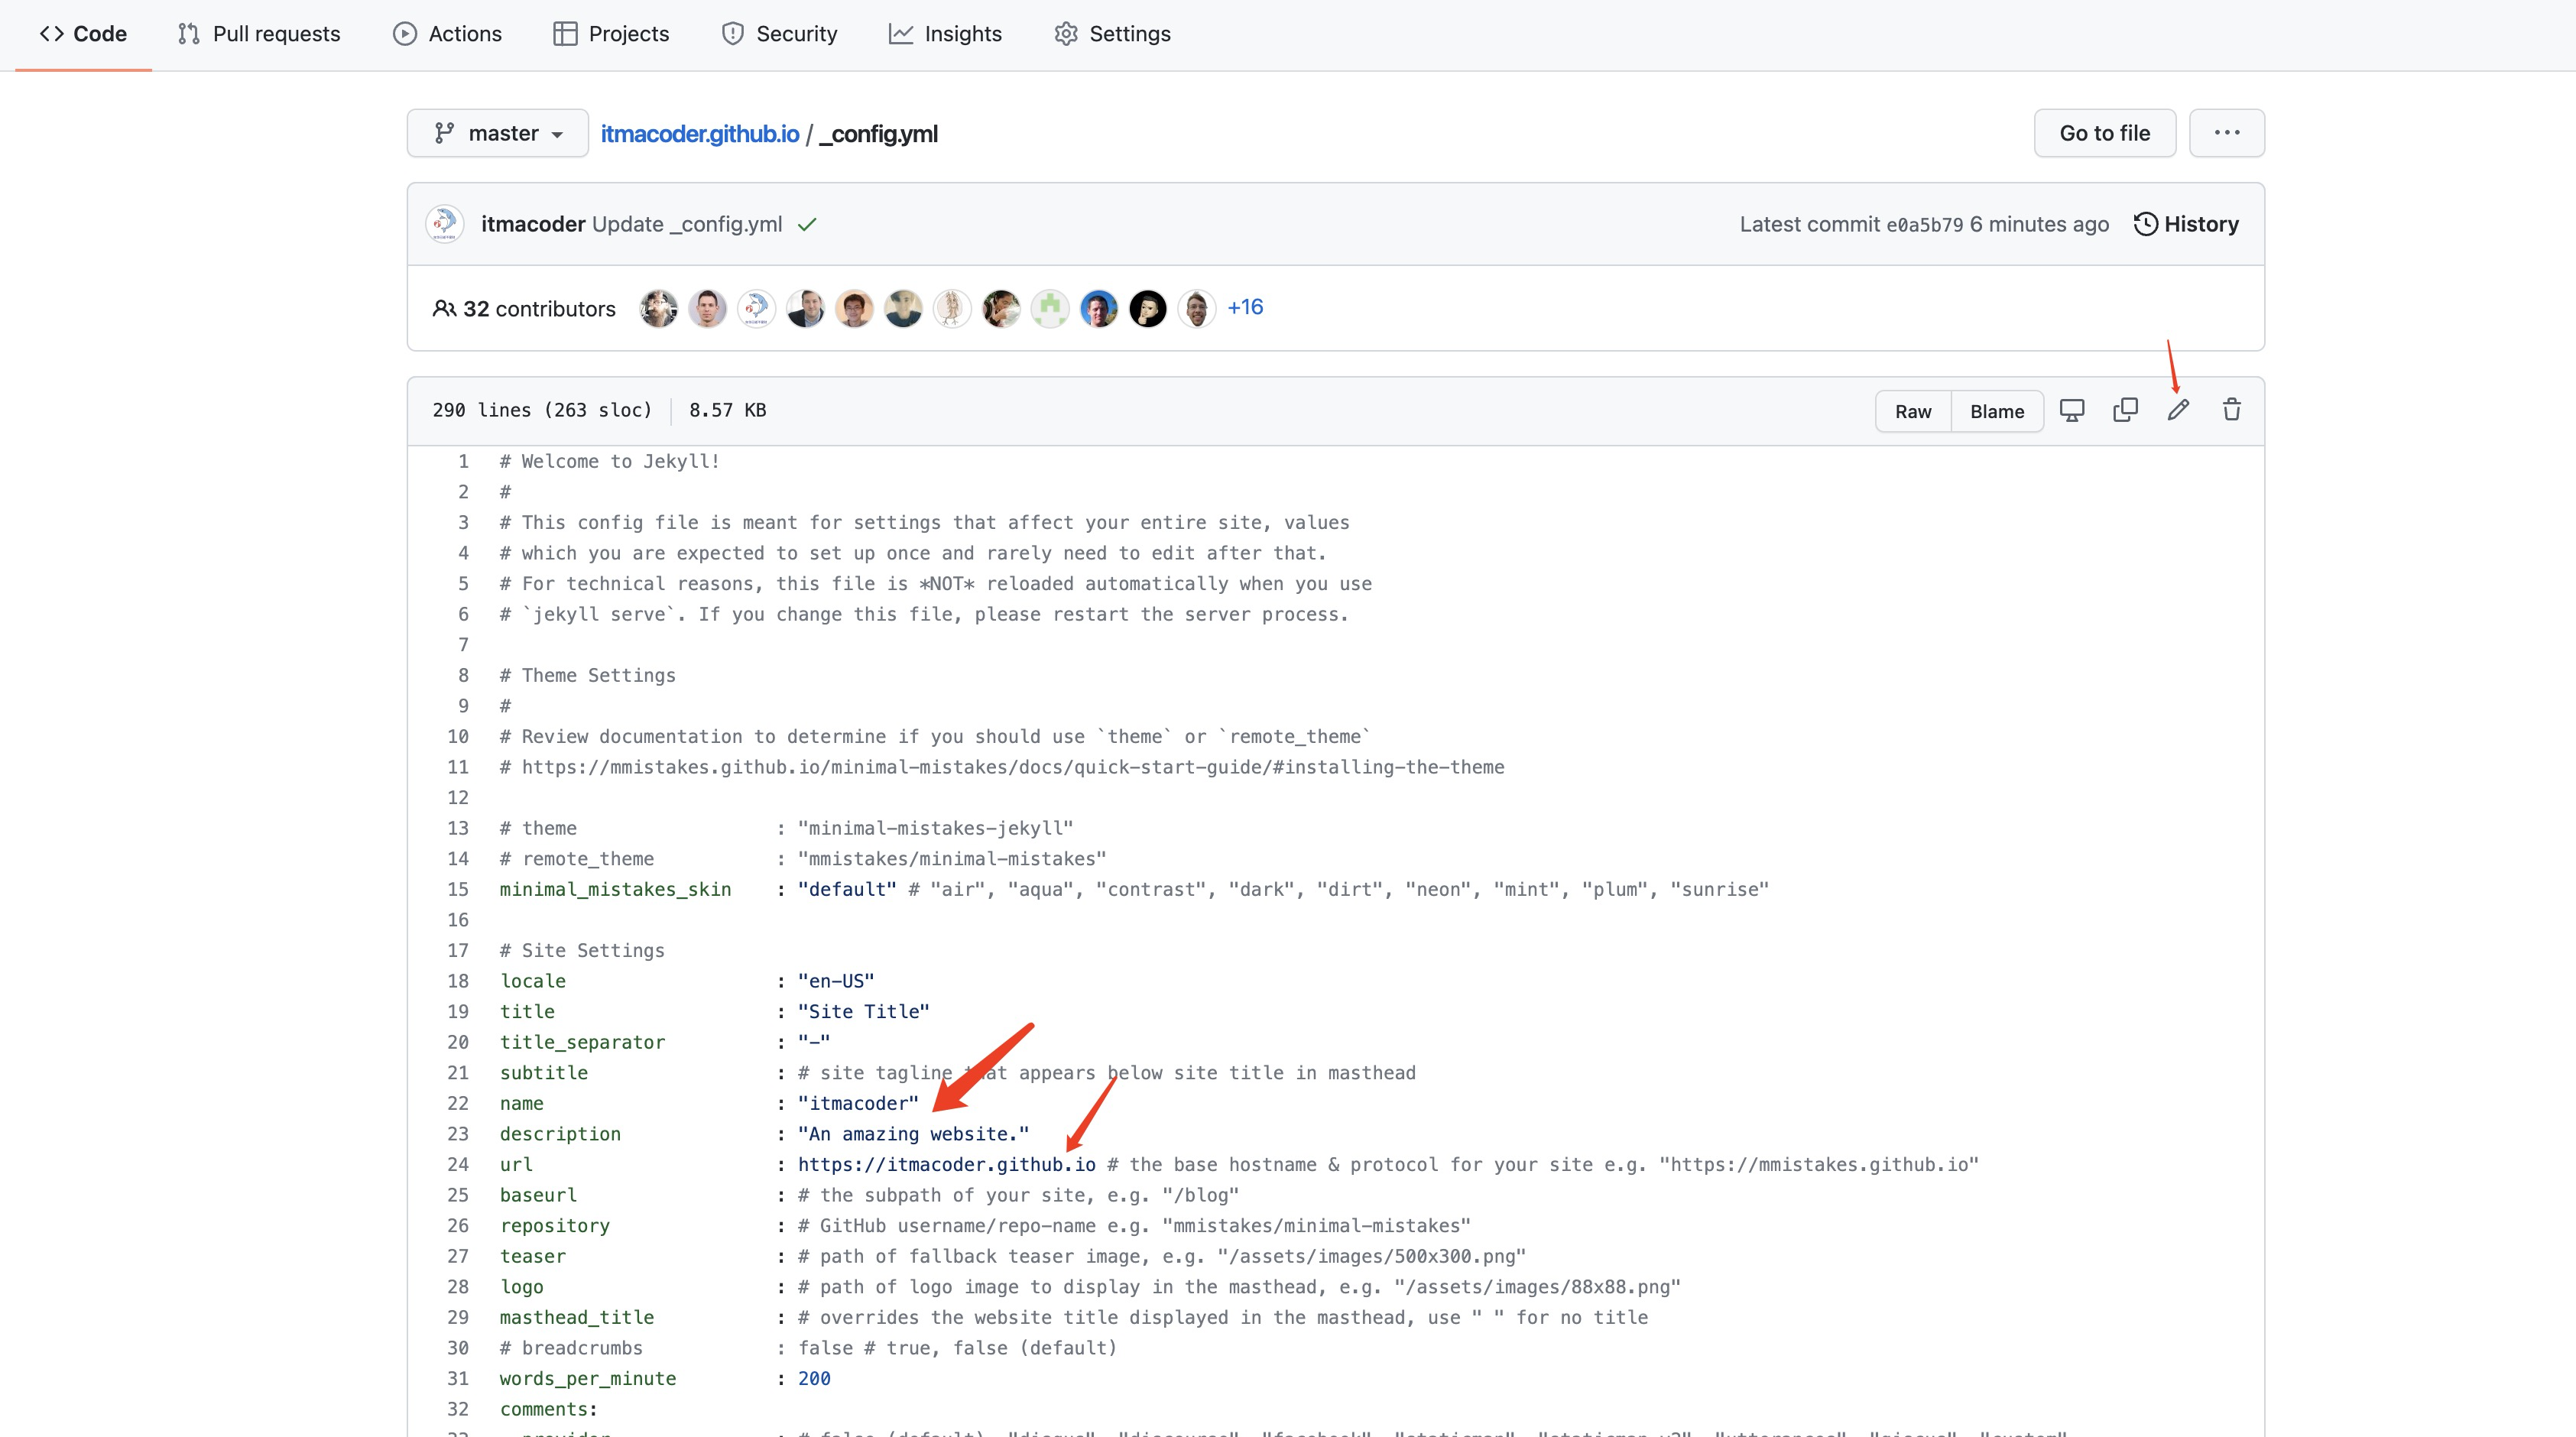 Code Pull requests Actions Projects Security Insights Settings
master itmacoder.github.io / _config.yml Go to file ...
itmacoder Update _config.yml Latest commit e0a5b79 6 minutes ago History
32 contributors +16
290 lines (263 sloc) 8.57 KB Raw Blame
1 # Welcome to Jekyll!
2 #
3 # This config file is meant for settings that affect your entire site, values
4 # which you are expected to set up once and rarely need to edit after that.
5 # For technical reasons, this file is *NOT* reloaded automatically when you use
6 # `jekyll serve`. If you change this file, please restart the server process.
7
8 # Theme Settings
9 #
10 # Review documentation to determine if you should use `theme` or `remote_theme`
11 # https://mmistakes.github.io/minimal-mistakes/docs/quick-start-guide/#installing-the-theme
12
13 # theme : "minimal-mistakes-jekyll"
14 # remote_theme : "mmistakes/minimal-mistakes"
15 minimal_mistakes_skin : "default" # "air", "aqua", "contrast", "dark", "dirt", "neon", "mint", "plum", "sunrise"
16
17 # Site Settings
18 locale : "en-US"
19 title : "Site Title"
20 title_separator : "-"
21 subtitle : # site tagline that appears below site title in masthead
22 name : "itmacoder"
23 description : "An amazing website."
24 url : https://itmacoder.github.io # the base hostname & protocol for your site e.g. "https://mmistakes.github.io"
25 baseurl : # the subpath of your site, e.g. "/blog"
26 repository : # GitHub username/repo-name e.g. "mmistakes/minimal-mistakes"
27 teaser : # path of fallback teaser image, e.g. "/assets/images/500x300.png"
28 logo : # path of logo image to display in the masthead, e.g. "/assets/images/88x88.png"
29 masthead_title : # overrides the website title displayed in the masthead, use " " for no title
30 # breadcrumbs : false # true, false (default)
31 words_per_minute : 200
32 comments:
33 provider : # false (default), "disqus", "discourse", "facebook", "staticman", "staticman_v2", "utterances", "giscus", "custom"